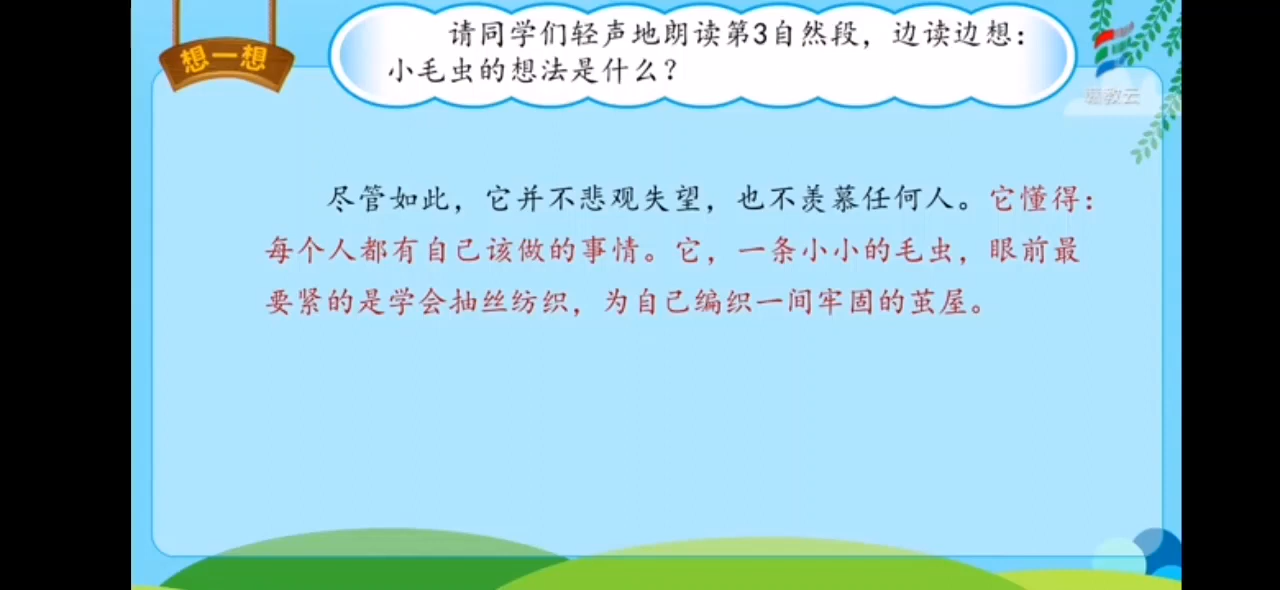 想一想
请同学们轻声地朗读第3自然段，边读边想：
小毛虫的想法是什么？
尽管如此，它并不悲观失望，也不羡慕任何人。它懂得：
每个人都有自己该做的事情。它，一条小小的毛虫，眼前最
要紧的是学会抽丝纺织，为自己编织一间牢固的茧屋。